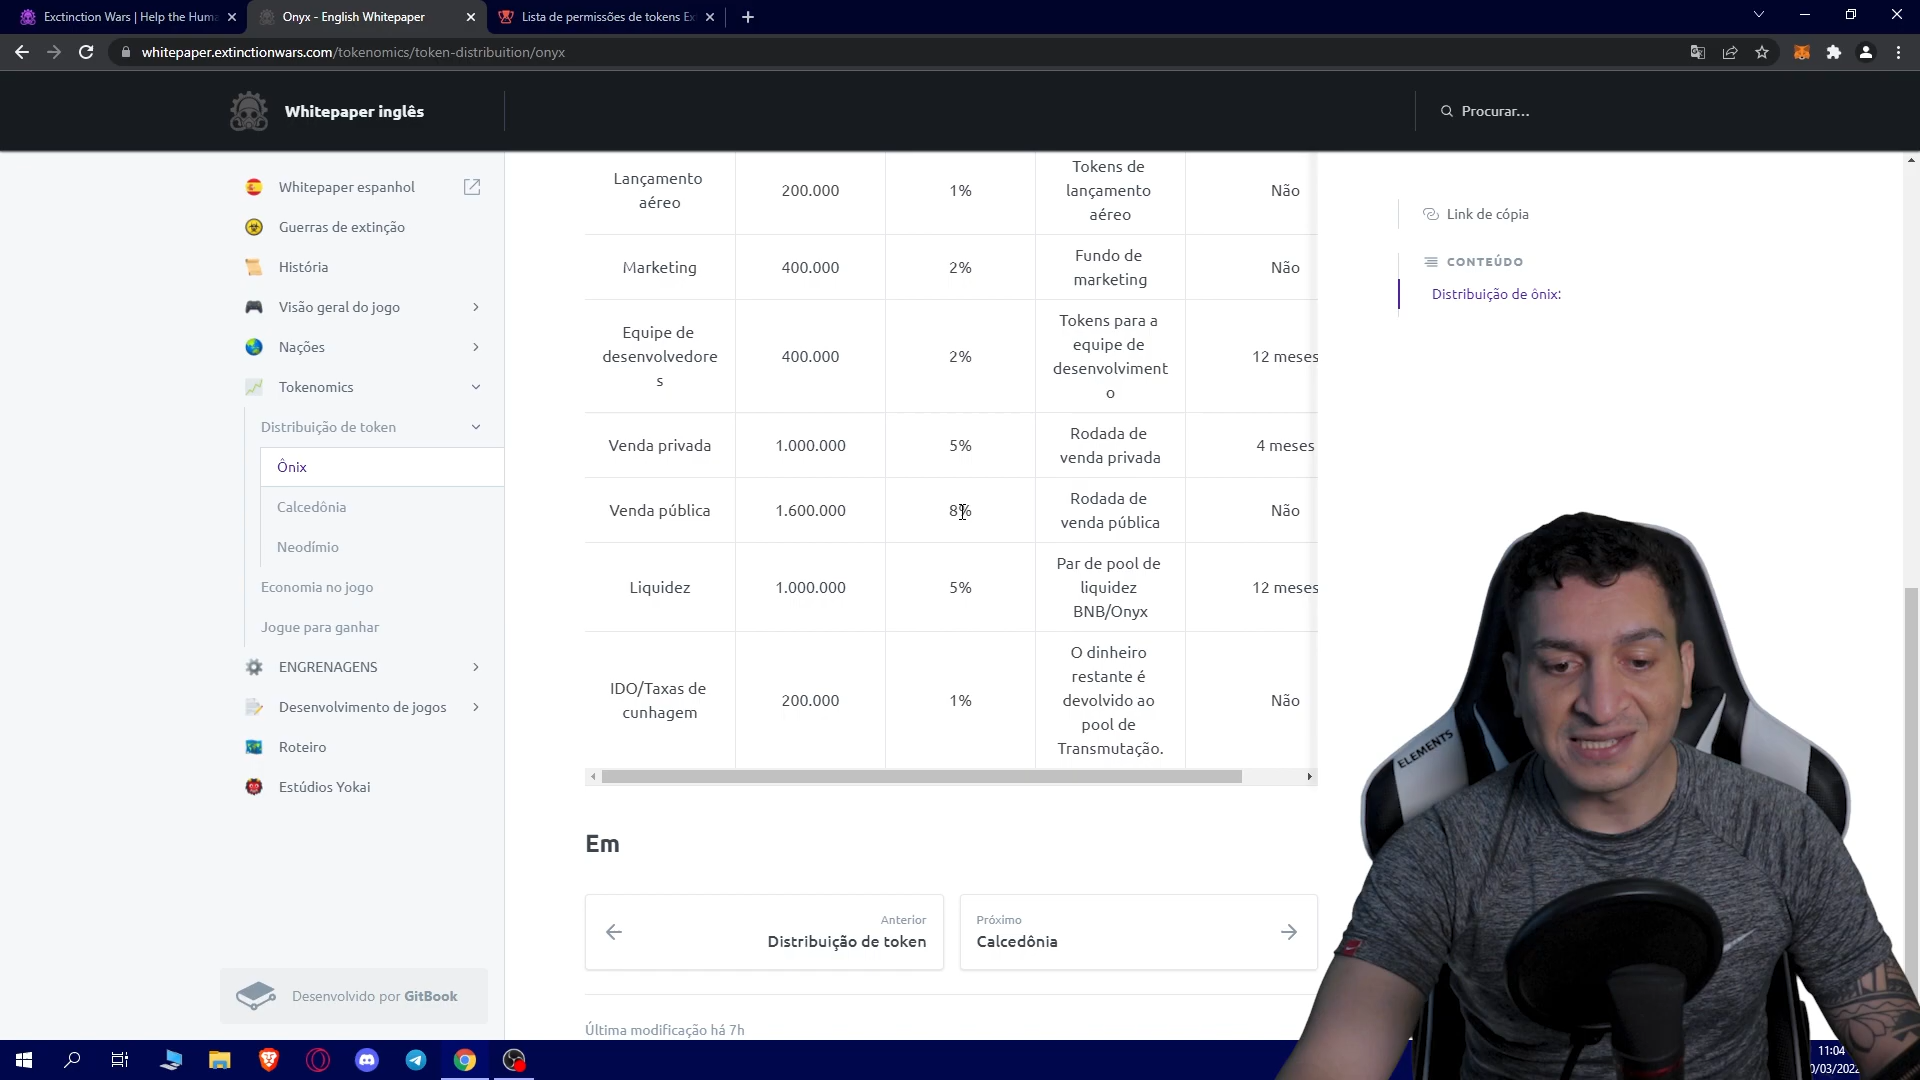 Exctinction Wars | Help the Huma
Onyx - English Whitepaper
Lista de permissões de tokens Ex
whitepaper.extinctionwars.com/tokenomics/token-distribuition/onyx
Whitepaper inglês
Procurar...
Whitepaper espanhol
Guerras de extinção
História
Visão geral do jogo
Nações
Tokenomics
Distribuição de token
Ônix
Calcedônia
Neodímio
Economia no jogo
Jogue para ganhar
ENGRENAGENS
Desenvolvimento de jogos
Roteiro
Estúdios Yokai
Desenvolvido por GitBook
Lançamento
aéreo
200.000
1%
Tokens de
lançamento
aéreo
Não
Marketing
400.000
2%
Fundo de
marketing
Não
Equipe de
desenvolvedore
s
400.000
2%
Tokens para a
equipe de
desenvolviment
o
12 meses
Venda privada
1.000.000
5%
Rodada de
venda privada
4 meses
Venda pública
1.600.000
8%
Rodada de
venda pública
Não
Liquidez
1.000.000
5%
Par de pool de
liquidez
BNB/Onyx
12 meses
IDO/Taxas de
cunhagem
200.000
1%
O dinheiro
restante é
devolvido ao
pool de
Transmutação.
Não
Em
Anterior
Distribuição de token
Próximo
Calcedônia
Última modificação há 7h
Link de cópia
CONTEÚDO
Distribuição de ônix:
ELEMENTS
11:04
0/03/2022